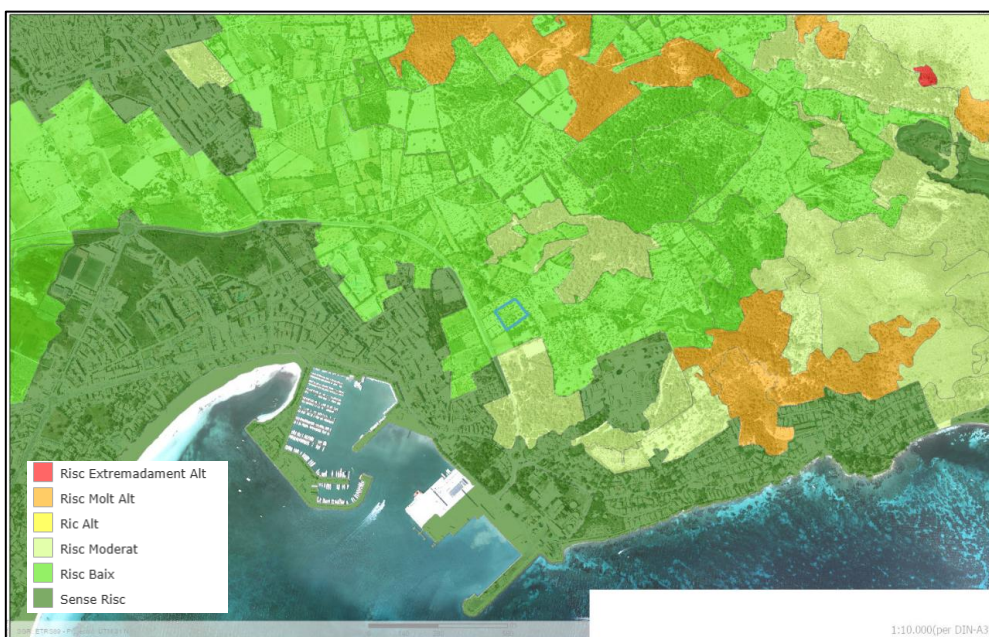 Risc Extremadament Alt
Risc Molt Alt
Ric Alt
Risc Moderat
Risc Baix
Sense Risc
1:10.000(per DIN-A3